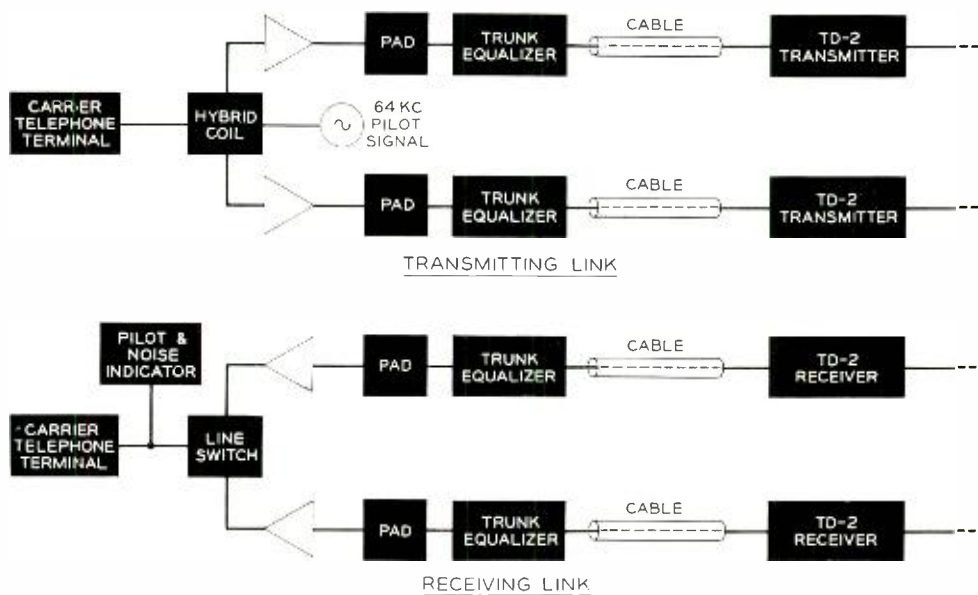 CABLE
PAD
TRUNK
EQUALIZER
TD-2
TRANSMITTER
CARRIER
TELEPHONE
TERMINAL
HYBRID
COIL
64 KC
PILOT
SIGNAL
CABLE
PAD
TRUNK
EQUALIZER
TD-2
TRANSMITTER
TRANSMITTING LINK
PILOT &
NOISE
INDICATOR
CABLE
PAD
TRUNK
EQUALIZER
TD-2
RECEIVER
CARRIER
TELEPHONE
TERMINAL
LINE
SWITCH
CABLE
PAD
TRUNK
EQUALIZER
TD-2
RECEIVER
RECEIVING LINK